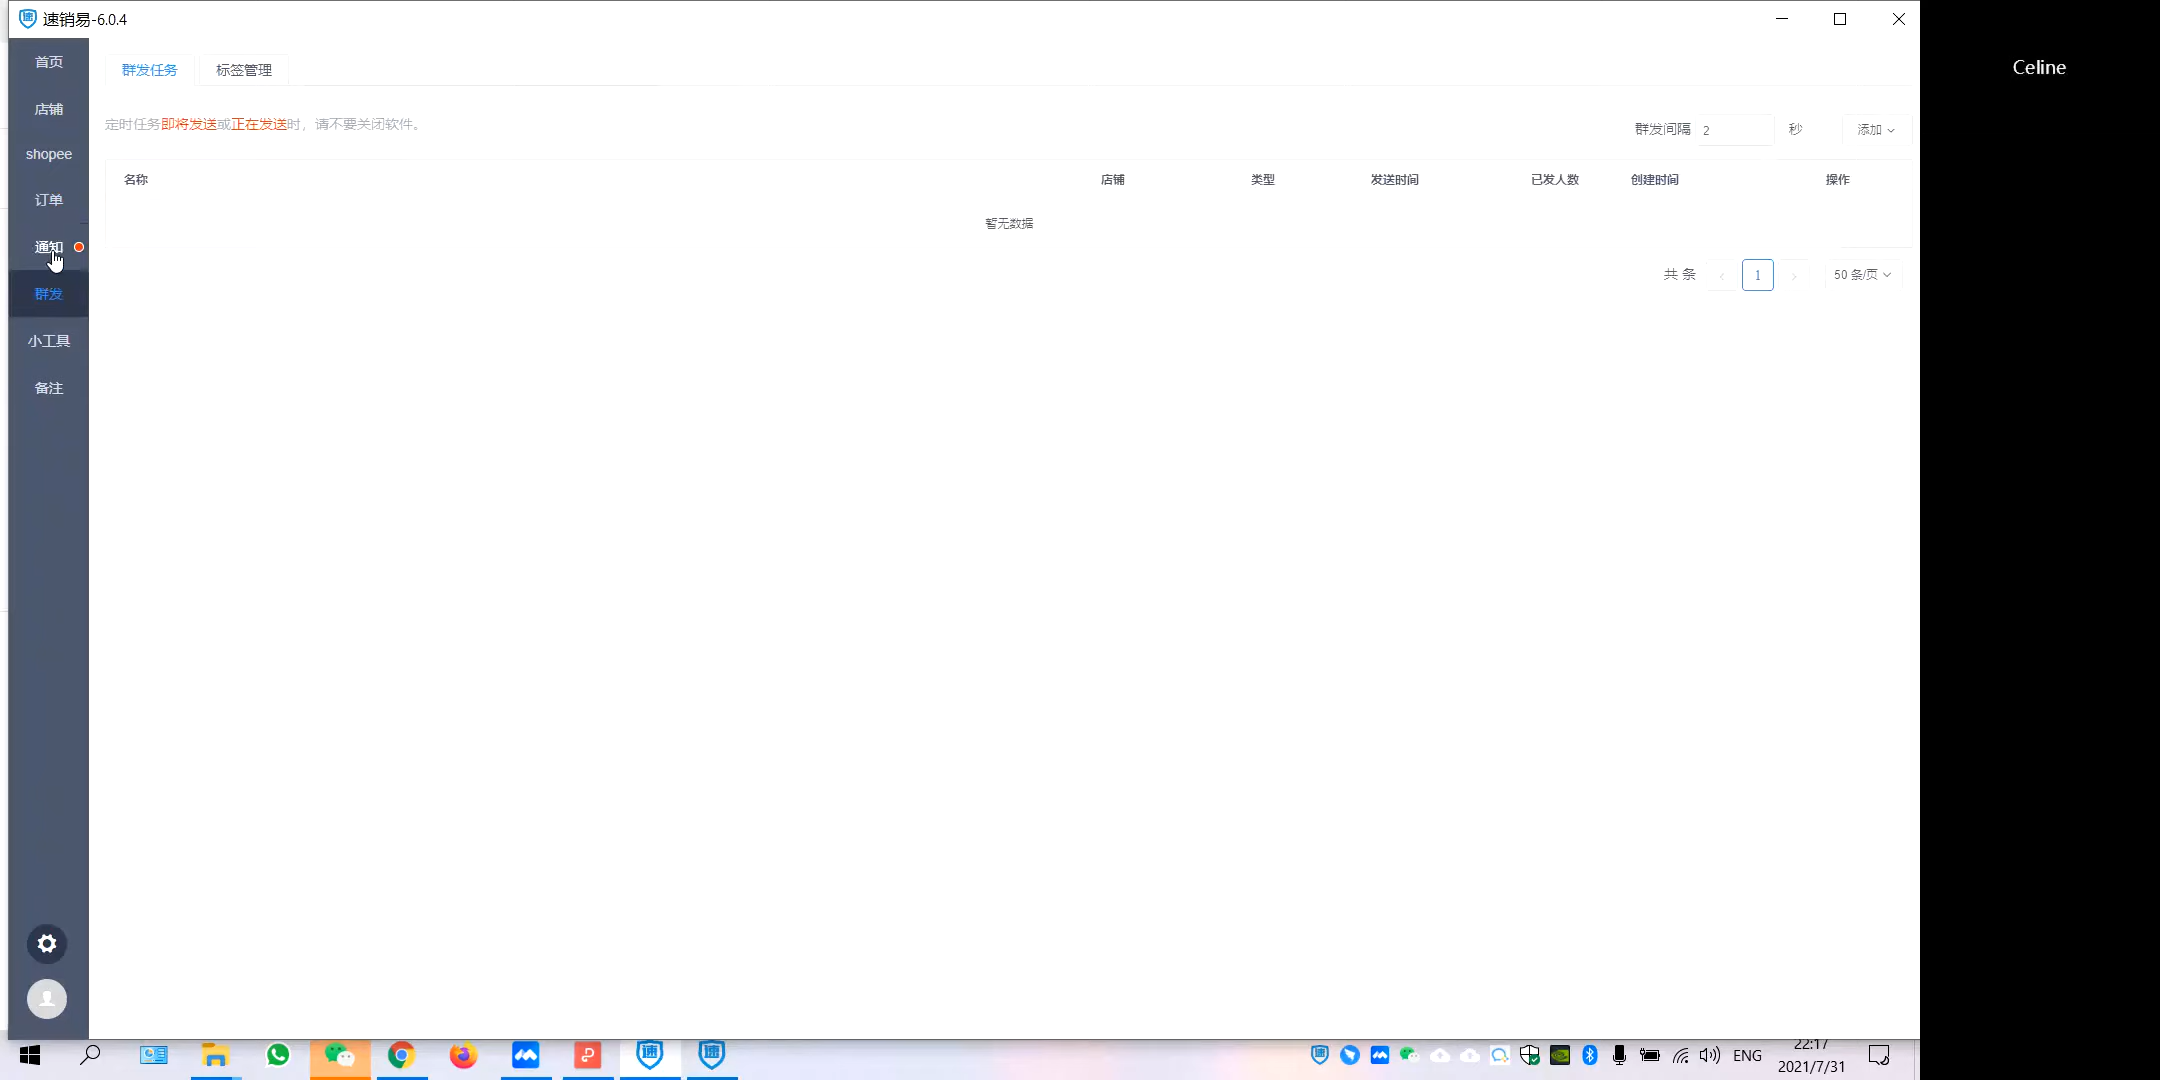 速销易-6.0.4
Celine
首页
店铺
shopee
订单
通知
群发
小工具
备注
群发任务 标签管理
定时任务即将发送或正在发送时，请不要关闭软件。
群发间隔 2 秒 添加
名称 店铺 类型 发送时间 已发人数 创建时间 操作
暂无数据
共 条 1 50 条/页
ENG
22:17
2021/7/31